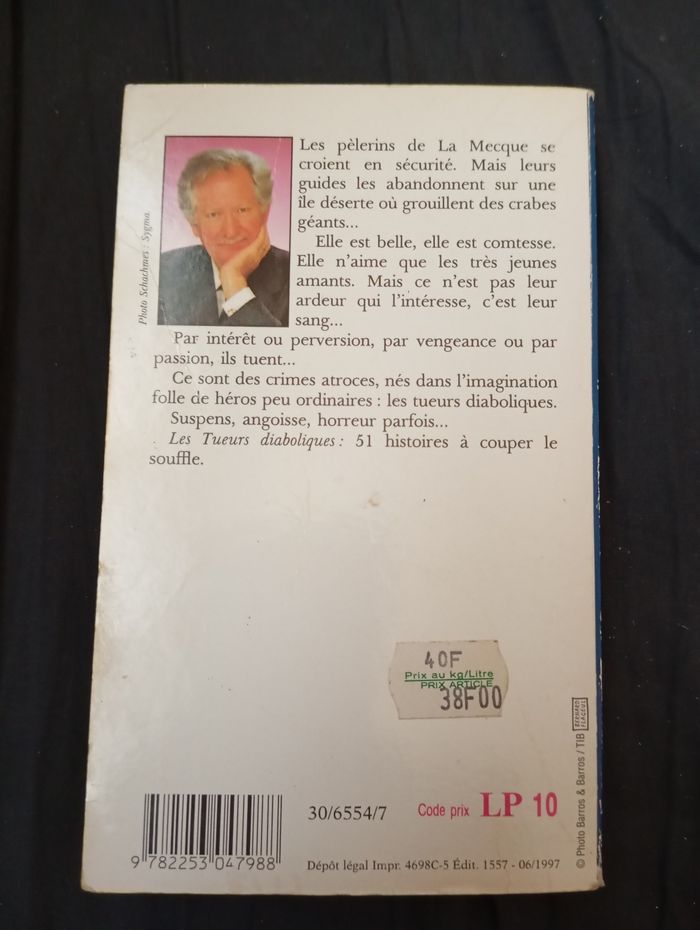 Les pèlerins de La Mecque se
croient en sécurité. Mais leurs
guides les abandonnent sur une
île déserte où grouillent des crabes
géants...
Elle est belle, elle est comtesse.
Elle n'aime que les très jeunes
amants. Mais ce n'est pas leur
ardeur qui l'intéresse, c'est leur
sang...
Par intérêt ou perversion, par vengeance ou par
passion, ils tuent...
Ce sont des crimes atroces, nés dans l'imagination
folle de héros peu ordinaires : les tueurs diaboliques.
Suspens, angoisse, horreur parfois...
Les Tueurs diaboliques : 51 histoires à couper le
souffle.
Photo Schachmes : Sygma.
40F
Prix au kg/Litre
PRIX ARTICLE
38F00
BERNARD
FLAGEUL
© Photo Barros & Barros / TIB
9 782253 047988
30/6554/7
Code prix LP 10
Dépôt légal Impr. 4698C-5 Édit. 1557 - 06/1997